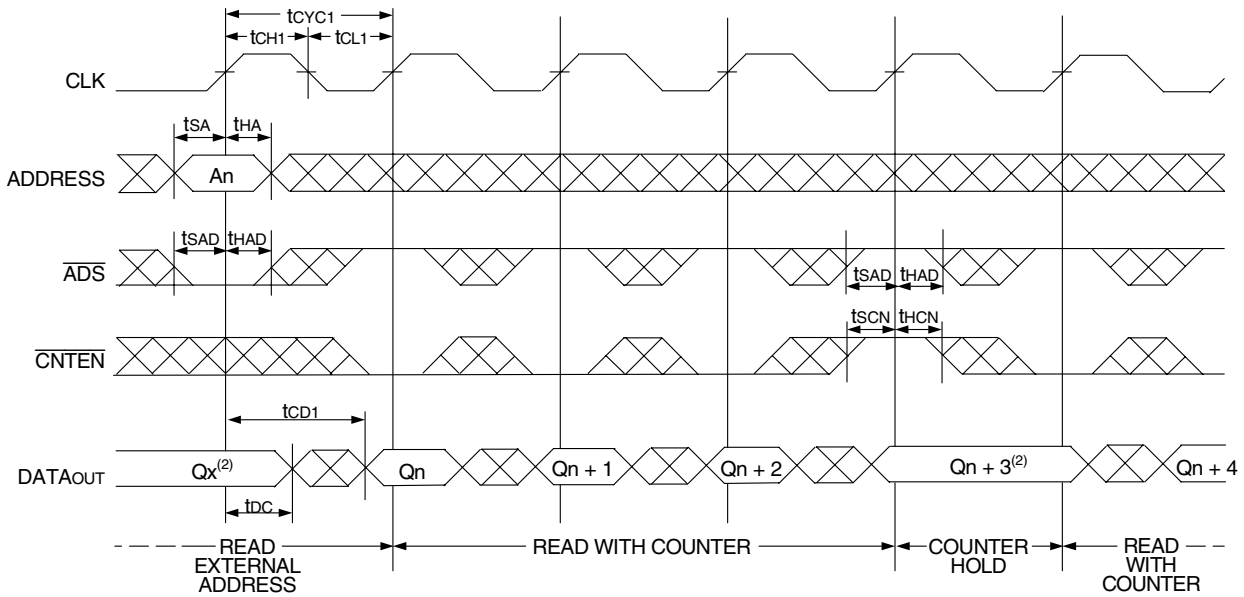 tCYC1
tCH1 tCL1
CLK
tSA tHA
ADDRESS An
tSAD tHAD
ADS
tSAD tHAD
tSCN tHCN
CNTEN
tCD1
DATAOUT Qx(2) Qn Qn + 1 Qn + 2 Qn + 3(2) Qn + 4
tDC
READ EXTERNAL ADDRESS
READ WITH COUNTER
COUNTER HOLD
READ WITH COUNTER